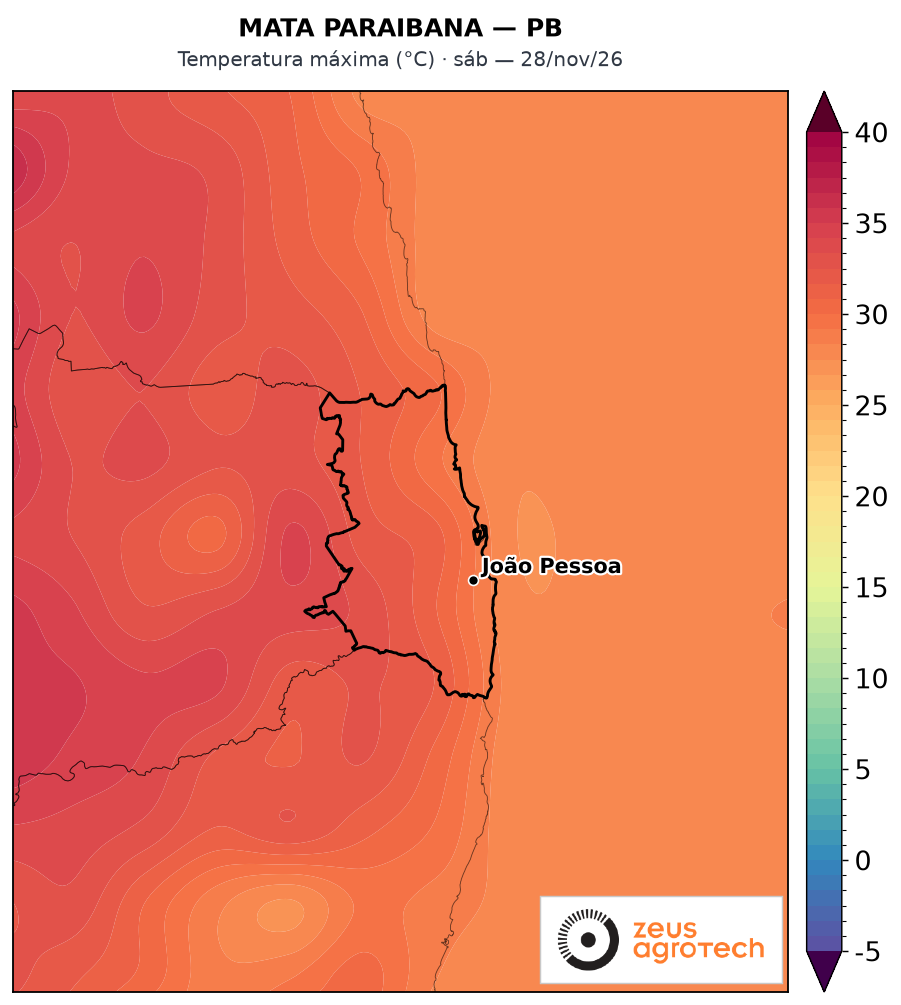 MATA PARAIBANA — PB
Temperatura máxima (°C) · sáb — 28/nov/26
40
35
30
25
20
15
10
5
0
-5
João Pessoa
zeus
agrotech